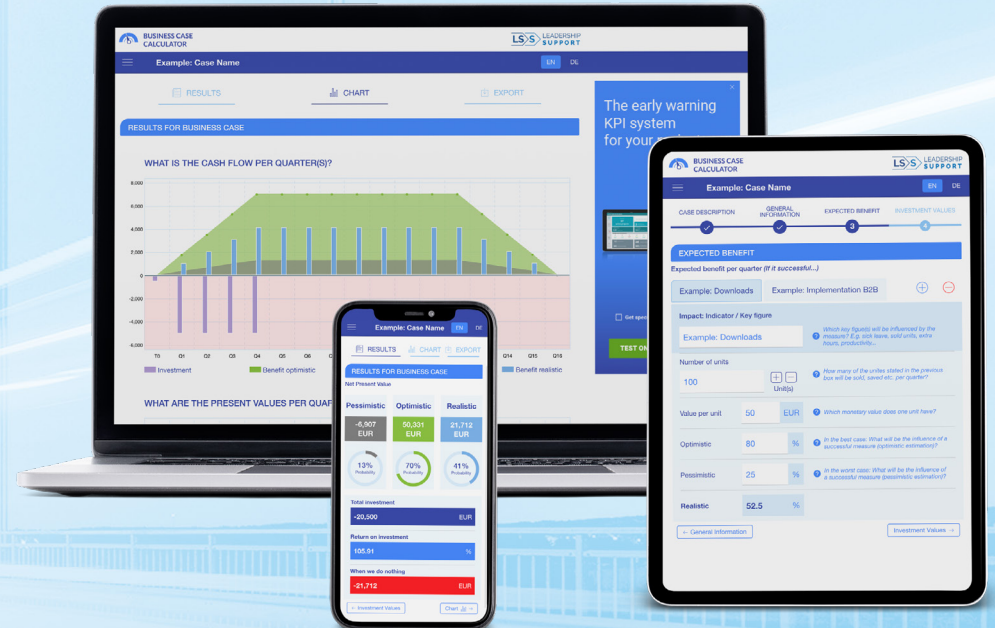 BUSINESS CASE
CALCULATOR
LS>S LEADERSHIP
SUPPORT
Example: Case Name
EN DE
RESULTS
CHART
EXPORT
RESULTS FOR BUSINESS CASE
WHAT IS THE CASH FLOW PER QUARTER(S)?
8,000
6,000
4,000
2,000
0
-2,000
-4,000
-6,000
T0 Q1 Q2 Q3 Q4 Q5 Q6
Q14 Q15 Q16
Investment
Benefit optimistic
Benefit realistic
WHAT ARE THE PRESENT VALUES PER
The early warning
KPI system
for your
TEST
Example: Case Name
EN DE
RESULTS
CHART
EXPORT
RESULTS FOR BUSINESS CASE
Net Present Value
Pessimistic Optimistic Realistic
-6,907 EUR
50,331 EUR
21,712 EUR
13% Probability
70% Probability
41% Probability
Total investment
-20,500 EUR
Return on investment
105.91 %
When we do nothing
-21,712 EUR
← Investment Values
Chart
BUSINESS CASE
CALCULATOR
LS>S LEADERSHIP
SUPPORT
Example: Case Name
EN DE
CASE DESCRIPTION
GENERAL
INFORMATION
EXPECTED BENEFIT
3
INVESTMENT VALUES
4
EXPECTED BENEFIT
Expected benefit per quarter (If it successful...)
Example: Downloads
Example: Implementation B2B
Impact: Indicator / Key figure
Example: Downloads
Which key figure(s) will be influenced by the
measure? E.g. sick leave, sold units, extra
hours, productivity...
Number of units
100
Unit(s)
How many of the unites stated in the previous
box will be sold, saved etc. per quarter?
Value per unit
50 EUR
Which monetary value does one unit have?
Optimistic
80 %
In the best case: What will be the influence of a
successful measure (optimistic estimation)?
Pessimistic
25 %
In the worst case: What will be the influence of
a successful measure (pessimistic estimation)?
Realistic
52.5 %
← General Information
Investment Values →